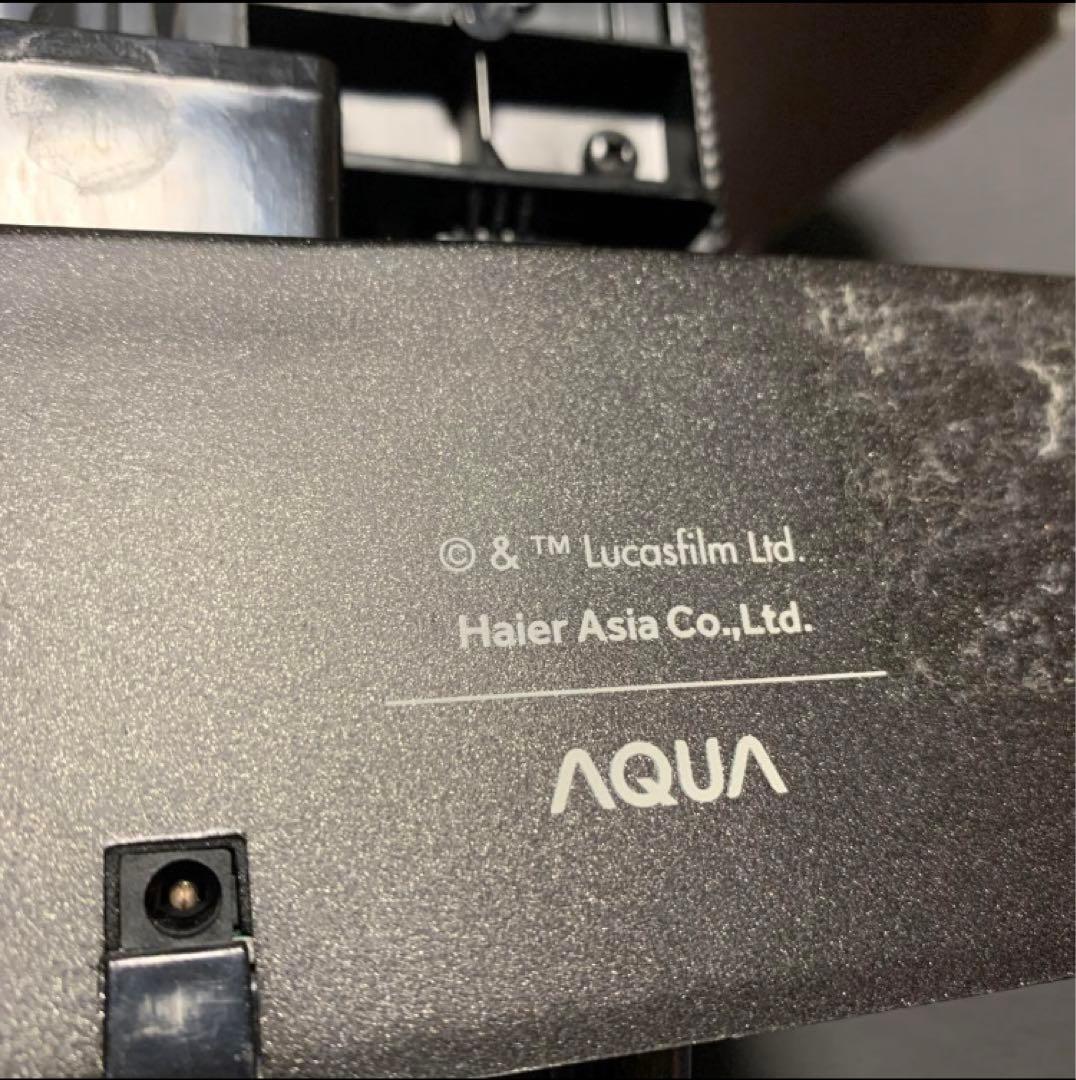 © & ™ Lucasfilm Ltd.
Haier Asia Co.,Ltd.
AQUA